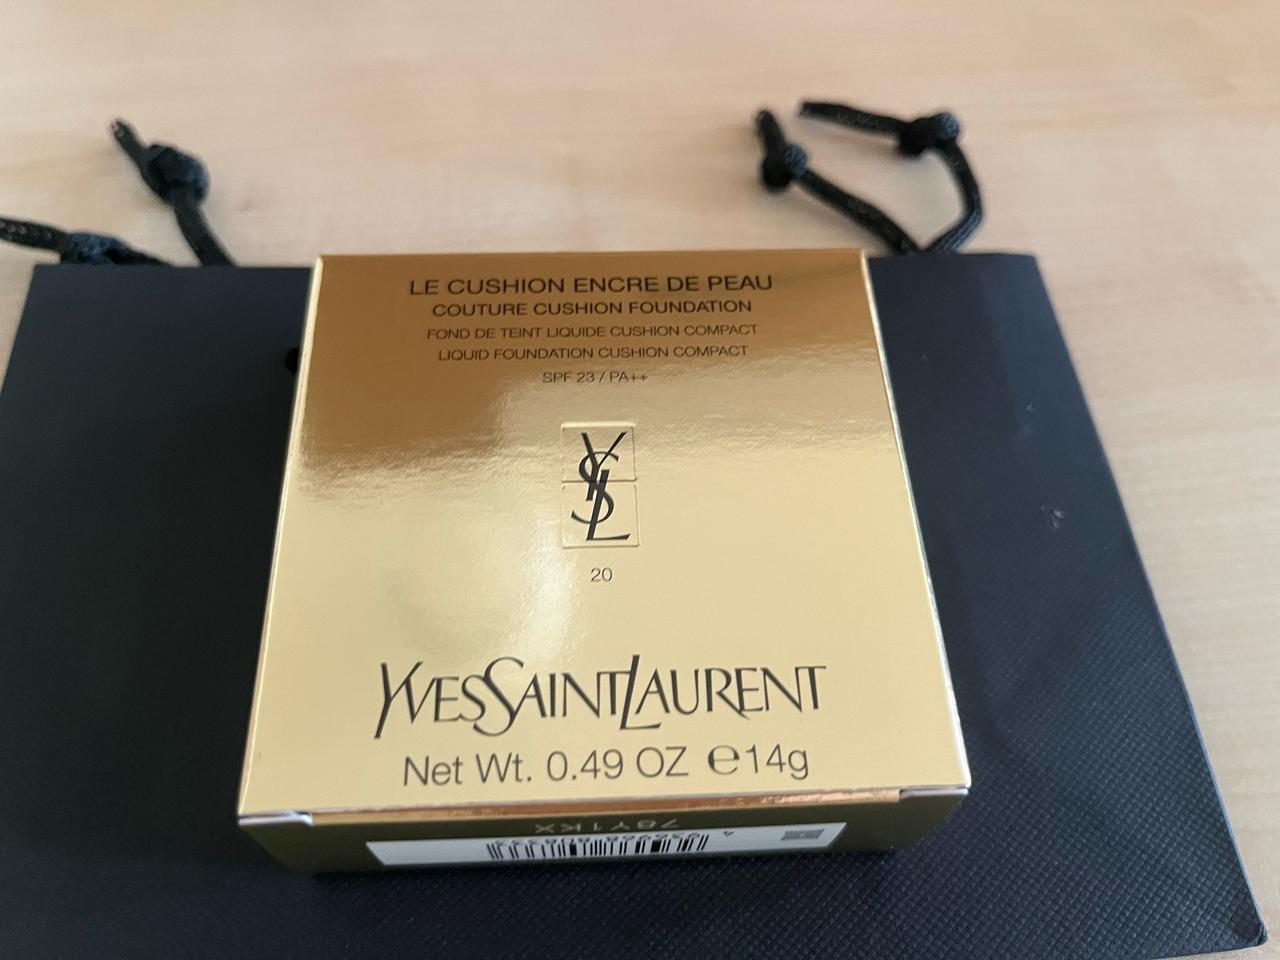 LE CUSHION ENCRE DE PEAU
COUTURE CUSHION FOUNDATION
FOND DE TEINT LIQUIDE CUSHION COMPACT
LIQUID FOUNDATION CUSHION COMPACT
SPF 23 / PA++
YSL
20
YVESSAINTLAURENT
Net Wt. 0.49 OZ ℮14g
78Y1KX